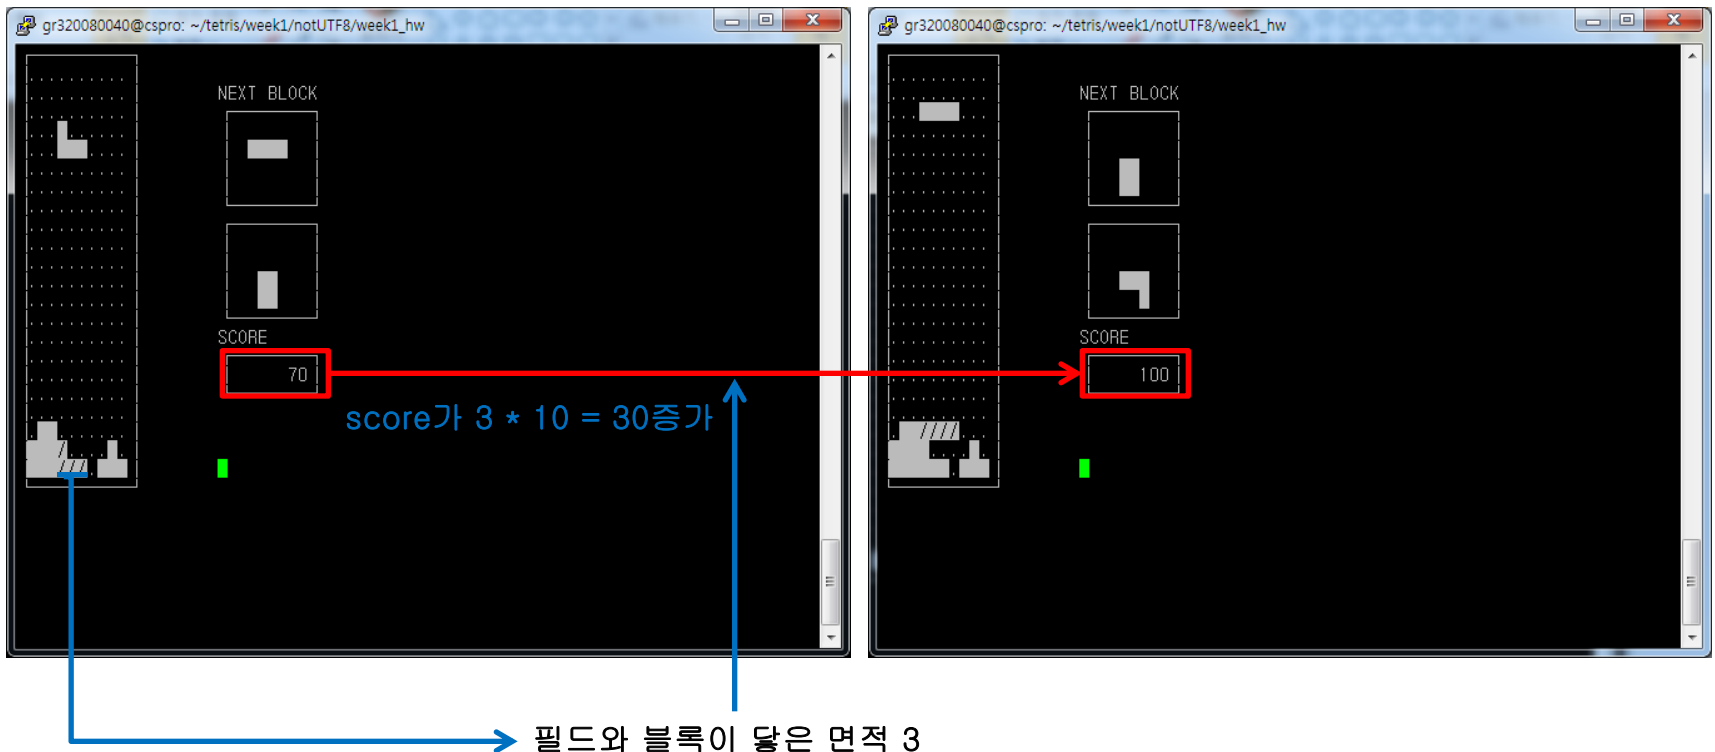 gr320080040@cspro: ~/tetris/week1/notUTF8/week1_hw
NEXT BLOCK
SCORE
70
score가 3 * 10 = 30증가
gr320080040@cspro: ~/tetris/week1/notUTF8/week1_hw
NEXT BLOCK
SCORE
100
필드와 블록이 닿은 면적 3